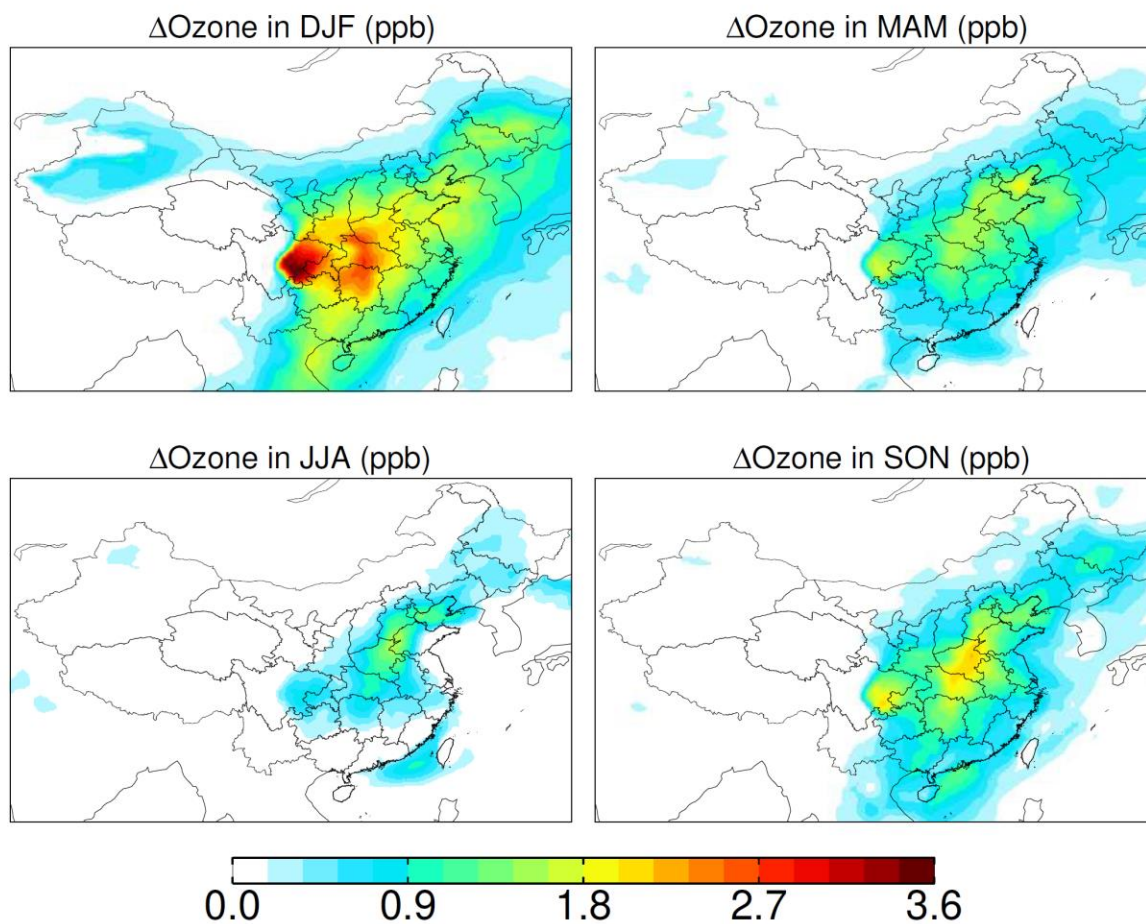 ΔOzone in DJF (ppb)
ΔOzone in MAM (ppb)
ΔOzone in JJA (ppb)
ΔOzone in SON (ppb)
0.0 0.9 1.8 2.7 3.6